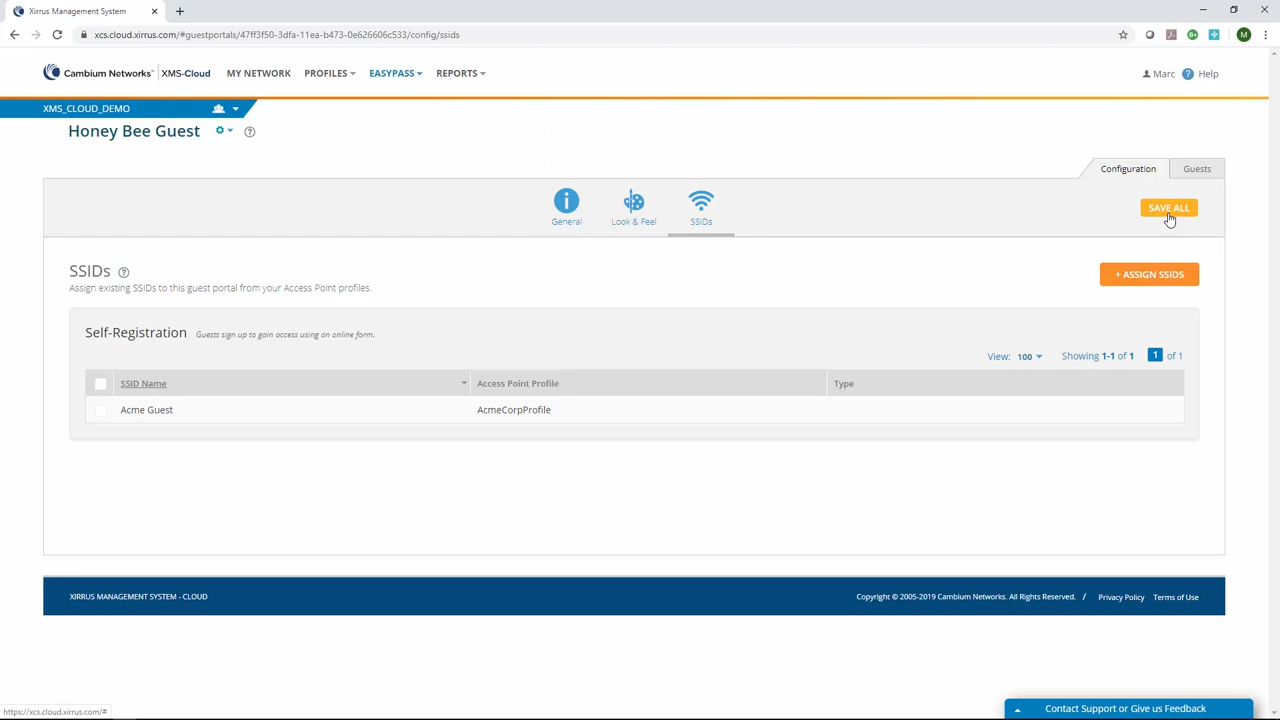 Xirrus Management System
xcs.cloud.xirrus.com/#guestportals/47ff3f50-3dfa-11ea-b473-0e626606c533/config/ssids
M
Cambium Networks™ | XMS-Cloud
MY NETWORK
PROFILES
EASYPASS
REPORTS
Marc
? Help
XMS_CLOUD_DEMO
Honey Bee Guest
?
Configuration
Guests
General
Look & Feel
SSIDs
SAVE ALL
SSIDs ?
+ ASSIGN SSIDS
Assign existing SSIDs to this guest portal from your Access Point profiles.
Self-Registration Guests sign up to gain access using an online form.
View: 100 Showing 1-1 of 1 1 of 1
SSID Name Access Point Profile Type
Acme Guest AcmeCorpProfile
XIRRUS MANAGEMENT SYSTEM - CLOUD
Copyright © 2005-2019 Cambium Networks. All Rights Reserved. / Privacy Policy Terms of Use
https://xcs.cloud.xirrus.com/#
Contact Support or Give us Feedback